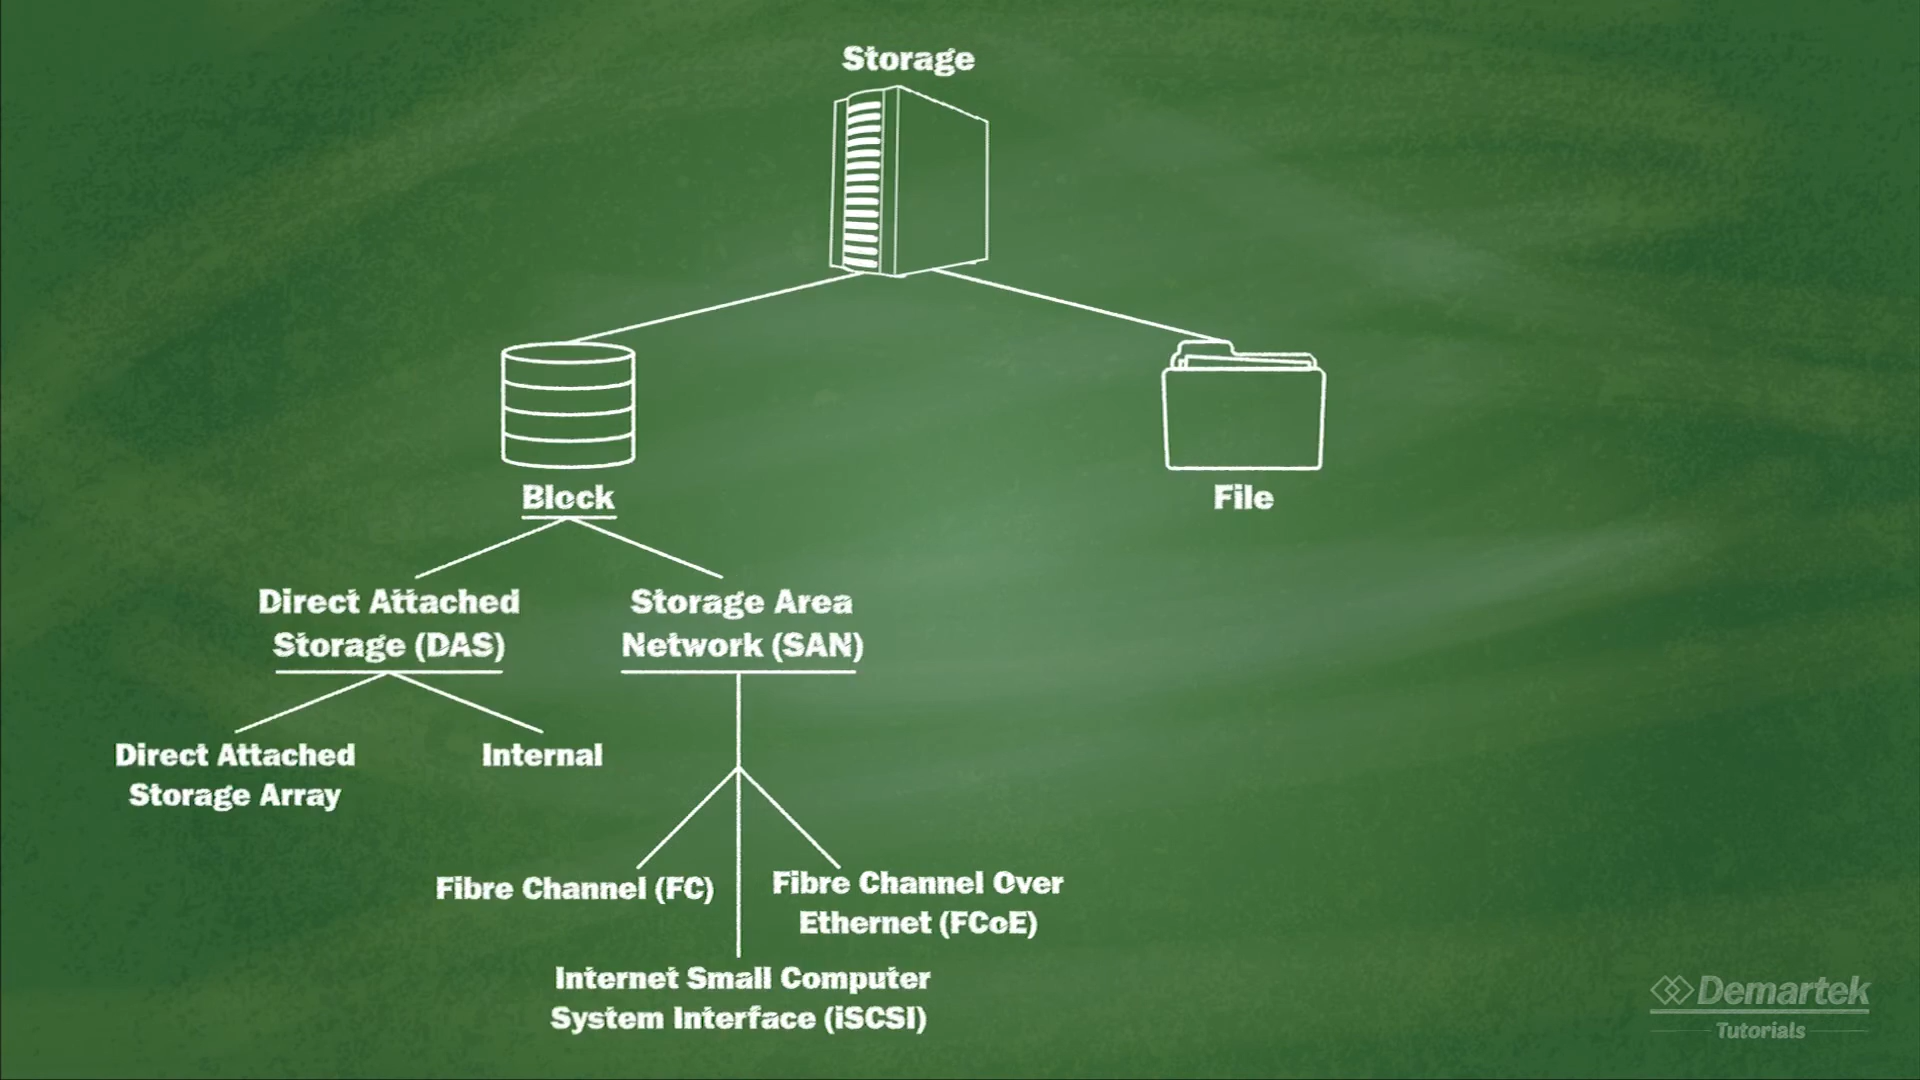 Storage
Block
File
Direct Attached
Storage (DAS)
Storage Area
Network (SAN)
Direct Attached
Storage Array
Internal
Fibre Channel (FC)
Fibre Channel Over
Ethernet (FCoE)
Internet Small Computer
System Interface (iSCSI)
Demartek
Tutorials